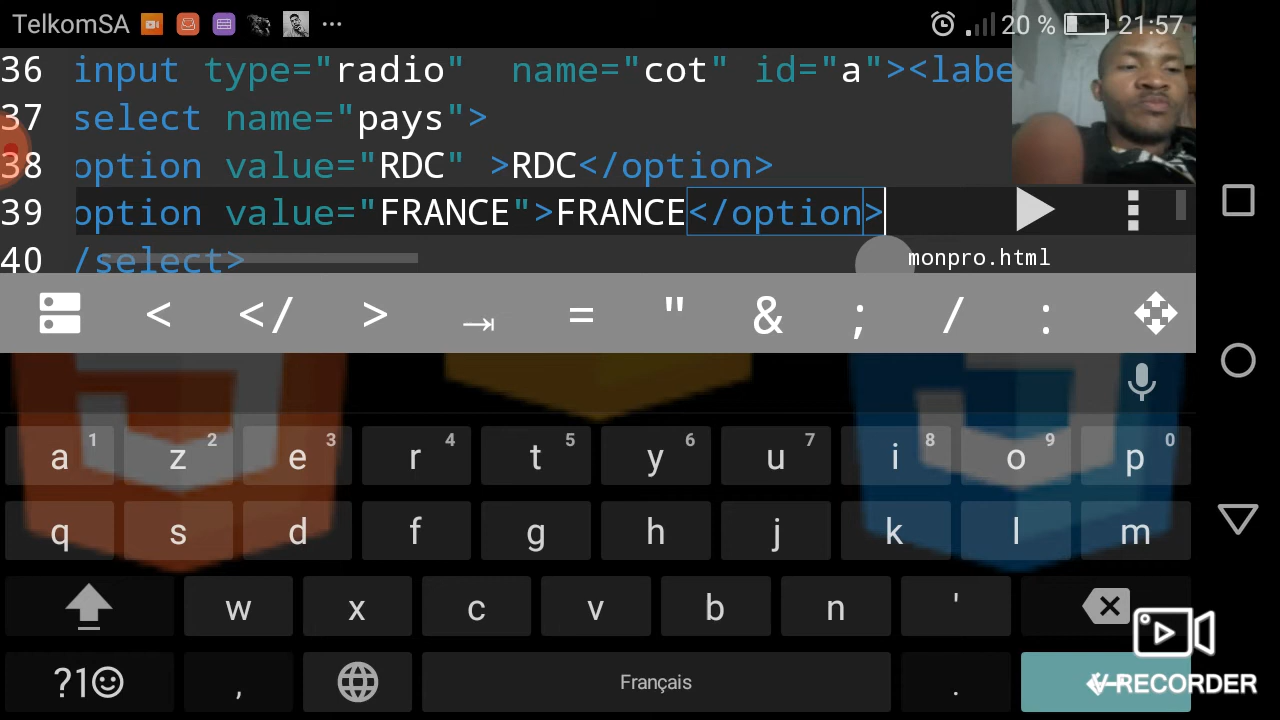 TelkomSA ... 20 % 21:57
36 input type="radio"  name="cot" id="a"><labe
37 select name="pays">
38 option value="RDC" >RDC</option>
39 option value="FRANCE">FRANCE</option>
40 /select>
monpro.html
< </ > ⇥ = " & ; / :
a 1 z 2 e 3 r 4 t 5 y 6 u 7 i 8 o 9 p 0
q s d f g h j k l m
w x c v b n '
?1☺ , Français .
V-RECORDER